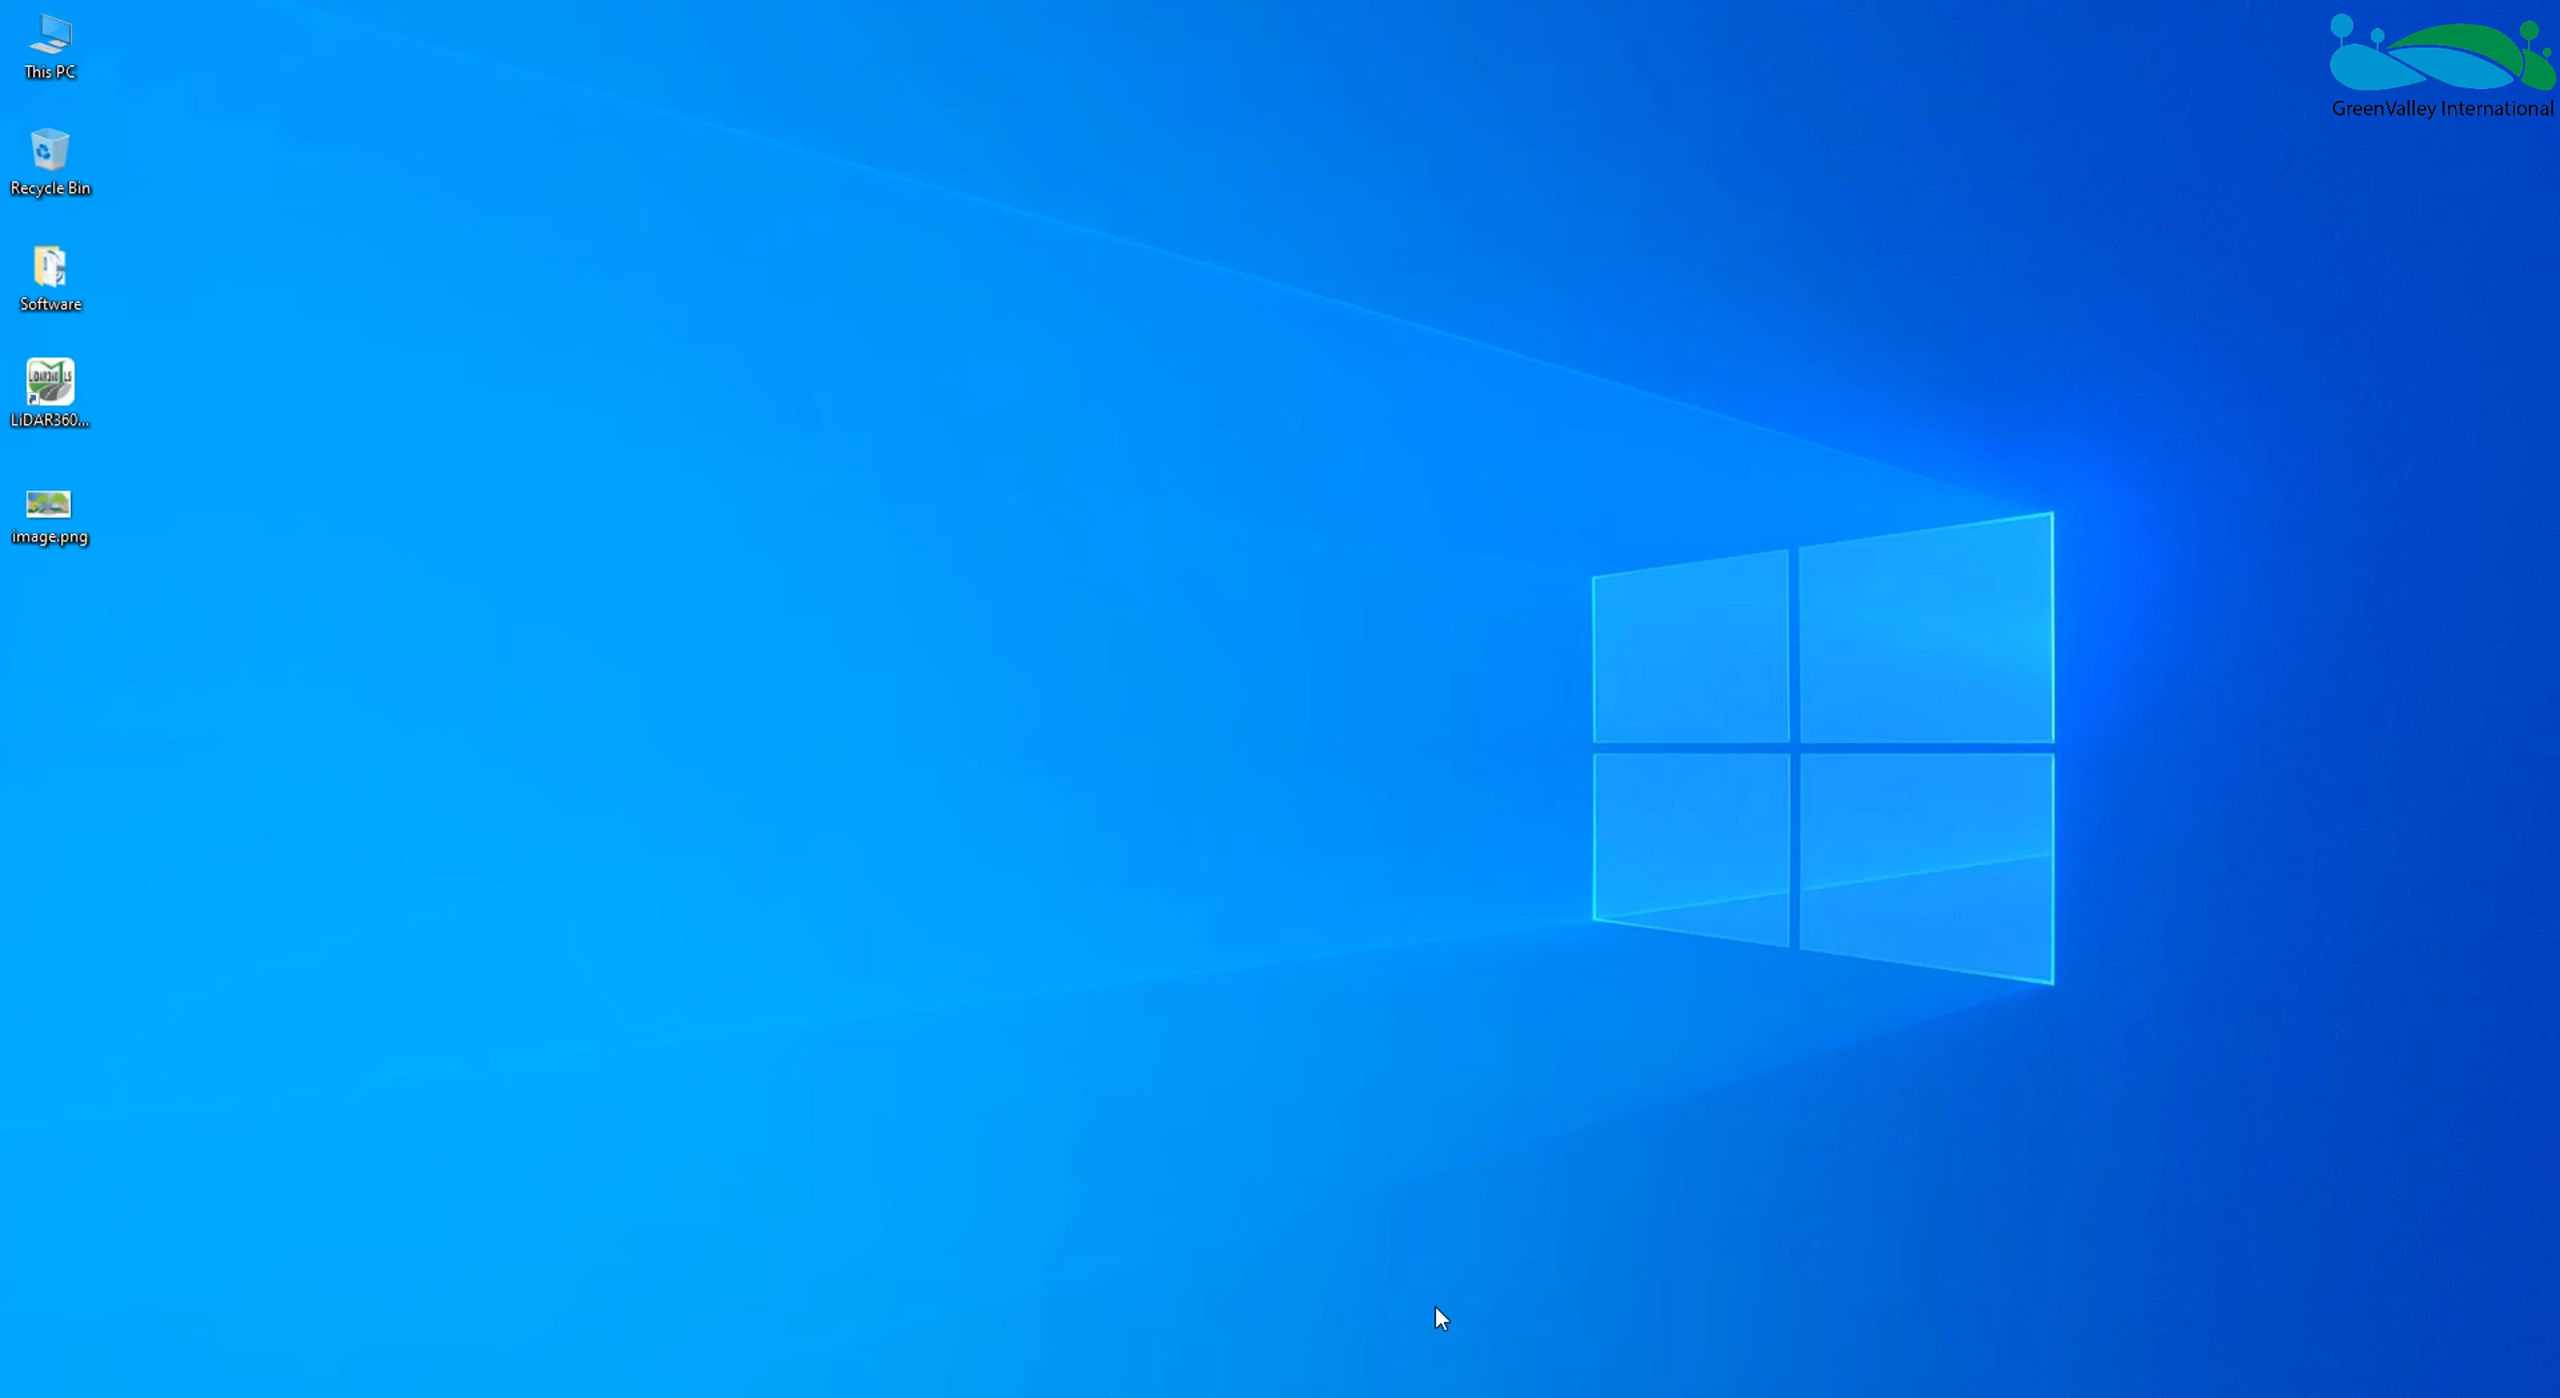 This PC
Recycle Bin
Software
LiDAR360...
image.png
GreenValley International